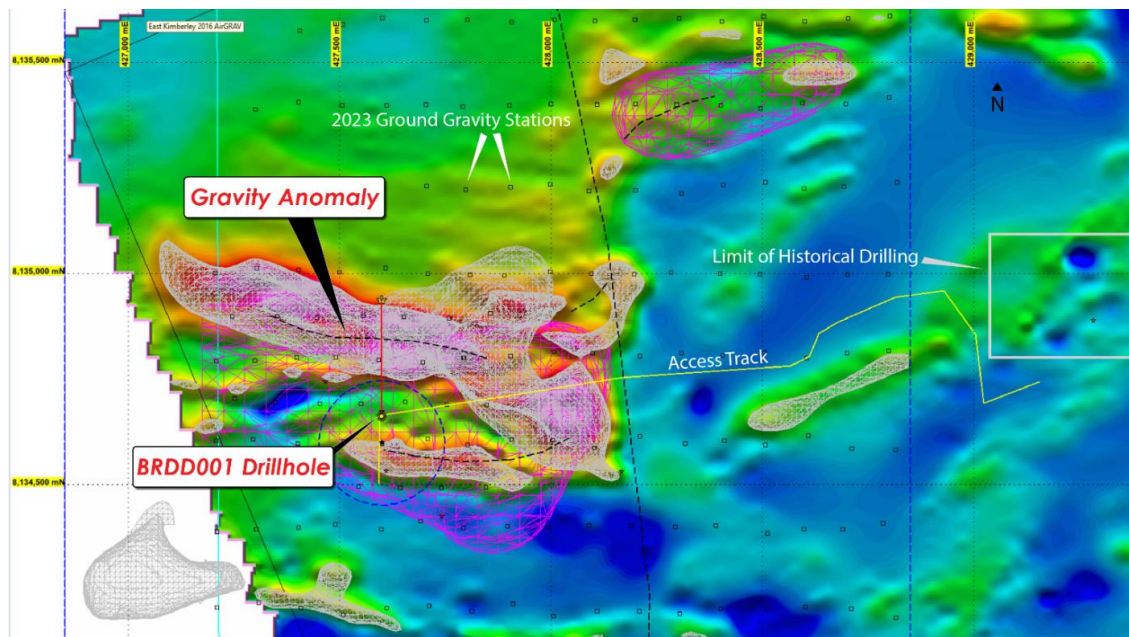 East Kimberley 2016 AirGRAV
427,000 mE
427,500 mE
428,000 mE
428,500 mE
429,000 mE
8,135,500 mN
N
2023 Ground Gravity Stations
Gravity Anomaly
8,135,000 mN
Limit of Historical Drilling
Access Track
BRDD001 Drillhole
8,134,500 mN